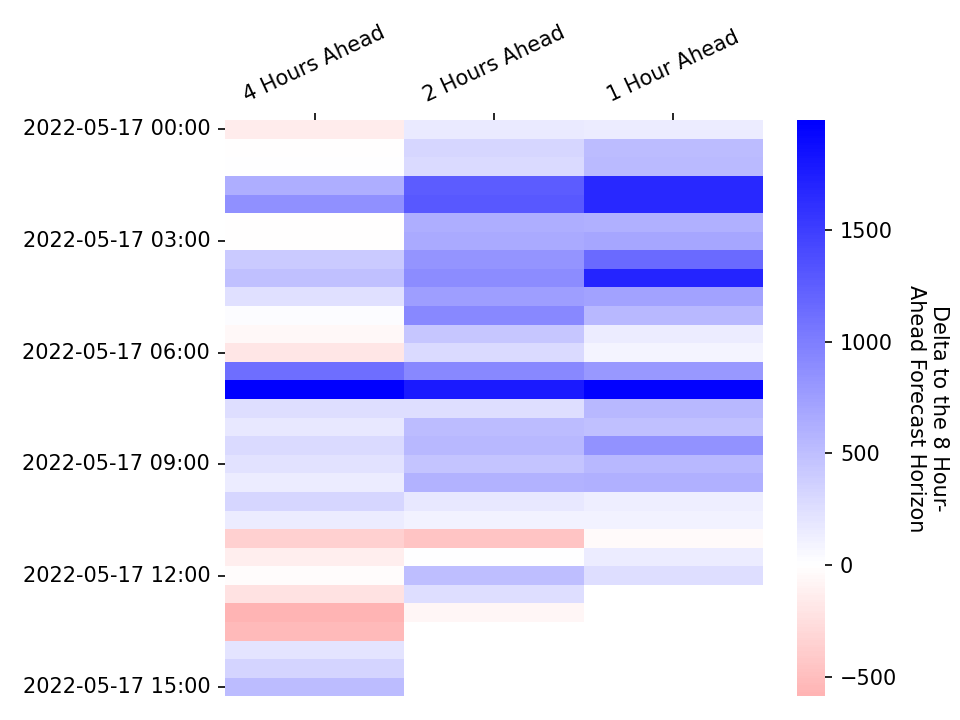 4 Hours Ahead
2 Hours Ahead
1 Hour Ahead
2022-05-17 00:00
2022-05-17 03:00
2022-05-17 06:00
2022-05-17 09:00
2022-05-17 12:00
2022-05-17 15:00
1500
1000
500
0
−500
Delta to the 8 Hour-
Ahead Forecast Horizon